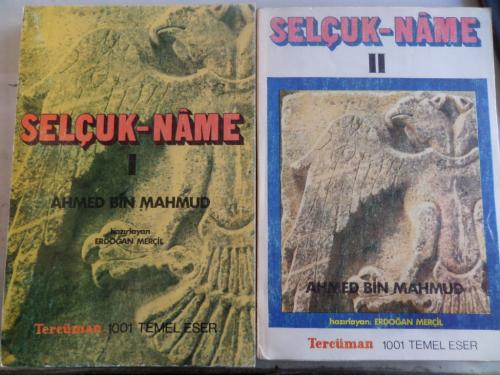 SELÇUK-NÂME
I
AHMED BİN MAHMUD
hazırlayan
ERDOĞAN MERÇİL
Tercüman 1001 TEMEL ESER
SELÇUK-NÂME
II
AHMED BİN MAHMUD
hazırlayan: ERDOĞAN MERÇİL
Tercüman 1001 TEMEL ESER